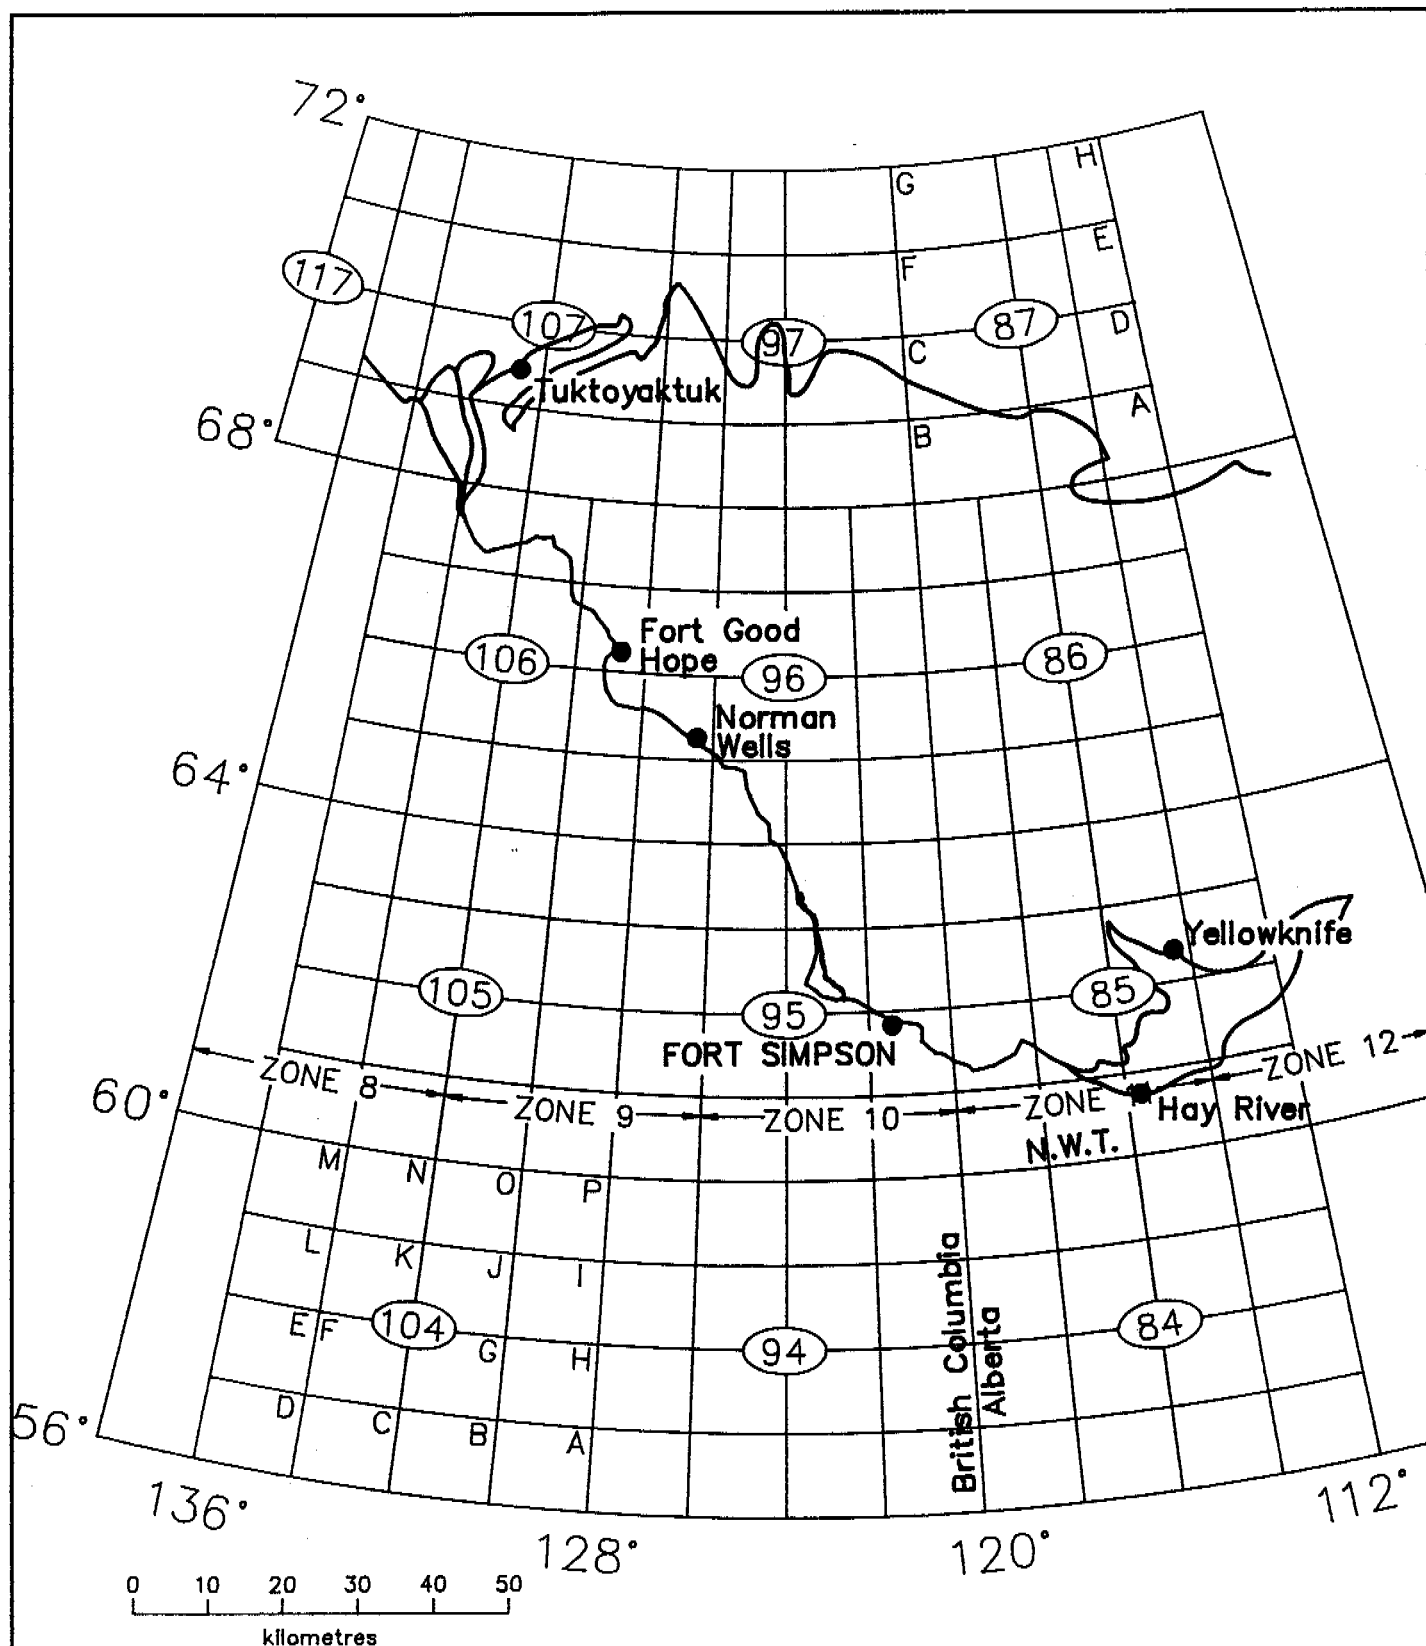 72°
H
G
E
F
117
107
87
D
97
C
Tuktoyaktuk
A
68°
B
Fort Good
Hope
106
96
86
Norman
Wells
64°
Yellowknife
105
95
85
FORT SIMPSON
60°
ZONE 8
ZONE 9
ZONE 10
ZONE
ZONE 12
Hay River
N.W.T.
M N O P
L K J I
E F 104 G H
94
84
British Columbia
Alberta
D C B A
56°
136°
128°
120°
112°
0 10 20 30 40 50
kilometres